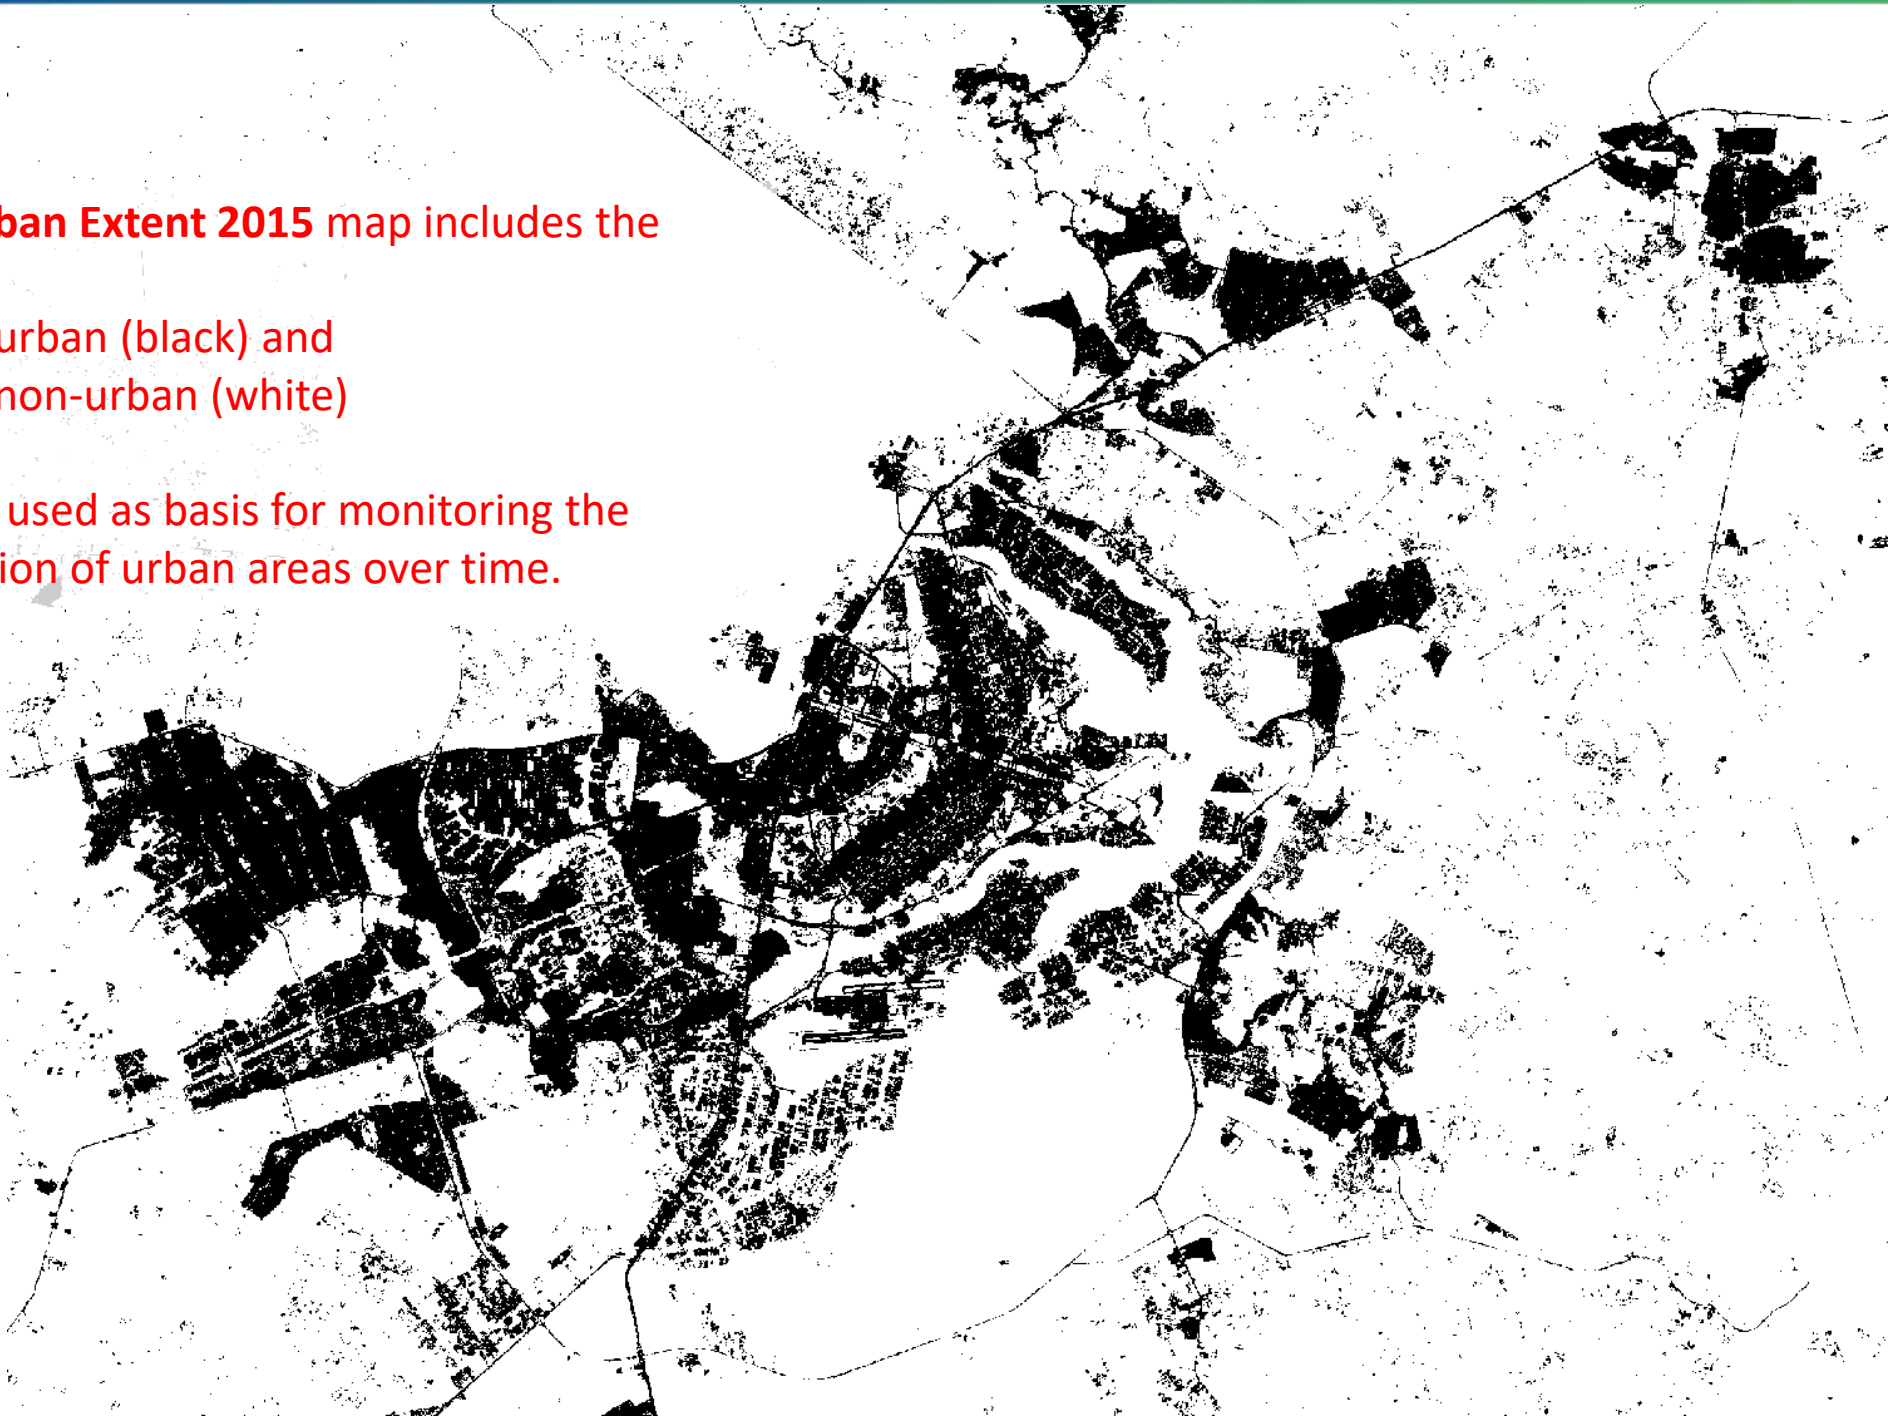 ban Extent 2015 map includes the
urban (black) and
non-urban (white)
used as basis for monitoring the
ion of urban areas over time.